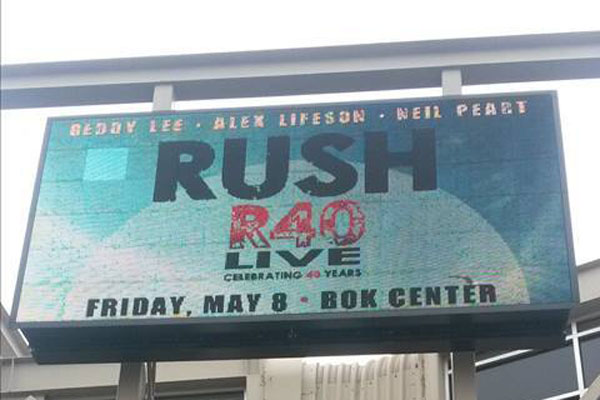 GEDDY LEE · ALEX LIFESON · NEIL PEART
RUSH
R40
LIVE
CELEBRATING 40 YEARS
FRIDAY, MAY 8 · BOK CENTER